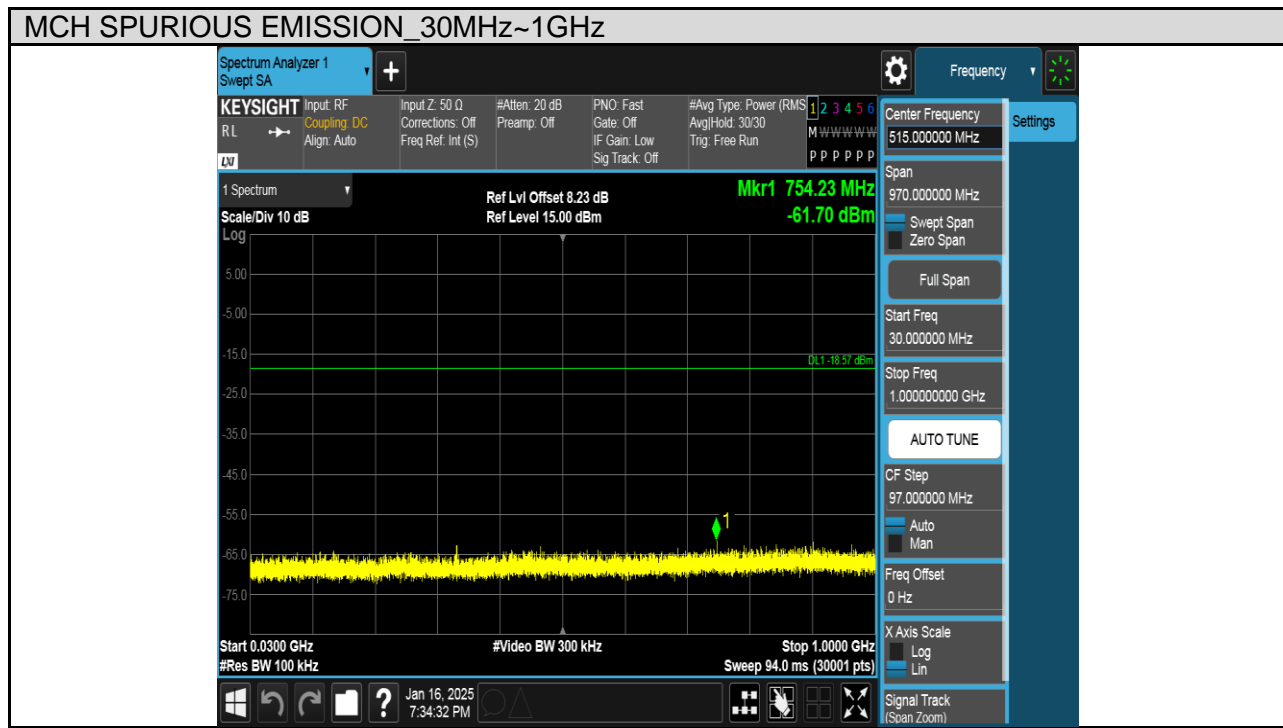 MCH SPURIOUS EMISSION_30MHz~1GHz
Spectrum Analyzer 1
Swept SA
Frequency
KEYSIGHT
RL
LXI
Input: RF
Coupling: DC
Align: Auto
Input Z: 50 Ω
Corrections: Off
Freq Ref: Int (S)
#Atten: 20 dB
Preamp: Off
PNO: Fast
Gate: Off
IF Gain: Low
Sig Track: Off
#Avg Type: Power (RMS
Avg|Hold: 30/30
Trig: Free Run
1 2 3 4 5 6
M W W W W W
P P P P P P
1 Spectrum
Scale/Div 10 dB
Ref Lvl Offset 8.23 dB
Ref Level 15.00 dBm
Mkr1 754.23 MHz
-61.70 dBm
Log
5.00
-5.00
-15.0
DL1 -18.57 dBm
-25.0
-35.0
-45.0
-55.0
1
-65.0
-75.0
Start 0.0300 GHz
#Video BW 300 kHz
Stop 1.0000 GHz
#Res BW 100 kHz
Sweep 94.0 ms (30001 pts)
?
Jan 16, 2025
7:34:32 PM
Center Frequency
515.000000 MHz
Settings
Span
970.000000 MHz
Swept Span
Zero Span
Full Span
Start Freq
30.000000 MHz
Stop Freq
1.000000000 GHz
AUTO TUNE
CF Step
97.000000 MHz
Auto
Man
Freq Offset
0 Hz
X Axis Scale
Log
Lin
Signal Track
(Span Zoom)